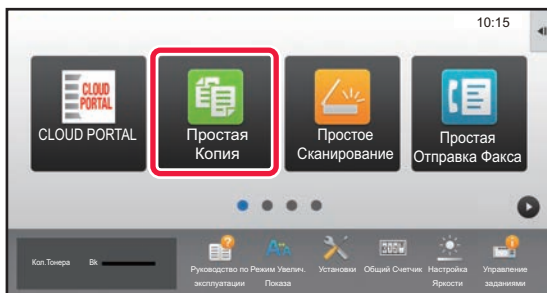 10:15
CLOUD
PORTAL
CLOUD PORTAL
Простая
Копия
Простое
Сканирование
Простая
Отправка Факса
Кол.Тонера Bk
Руководство по
эксплуатации
Режим Увелич.
Показа
Установки
Общий Счетчик
Настройка
Яркости
Управление
заданиями